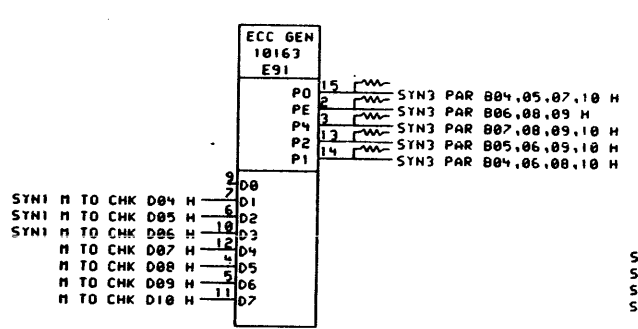 ECC GEN
10163
E91
15
P0 SYN3 PAR B04,05,07,10 H
2
PE SYN3 PAR B06,08,09 H
3
P4 SYN3 PAR B07,08,09,10 H
13
P2 SYN3 PAR B05,06,09,10 H
14
P1 SYN3 PAR B04,06,08,10 H
9
D0
SYN1 M TO CHK D04 H 7 D1
SYN1 M TO CHK D05 H 6 D2
SYN1 M TO CHK D06 H 10 D3
M TO CHK D07 H 12 D4
M TO CHK D08 H 4 D5
M TO CHK D09 H 5 D6
M TO CHK D10 H 11 D7
S
S
S
S